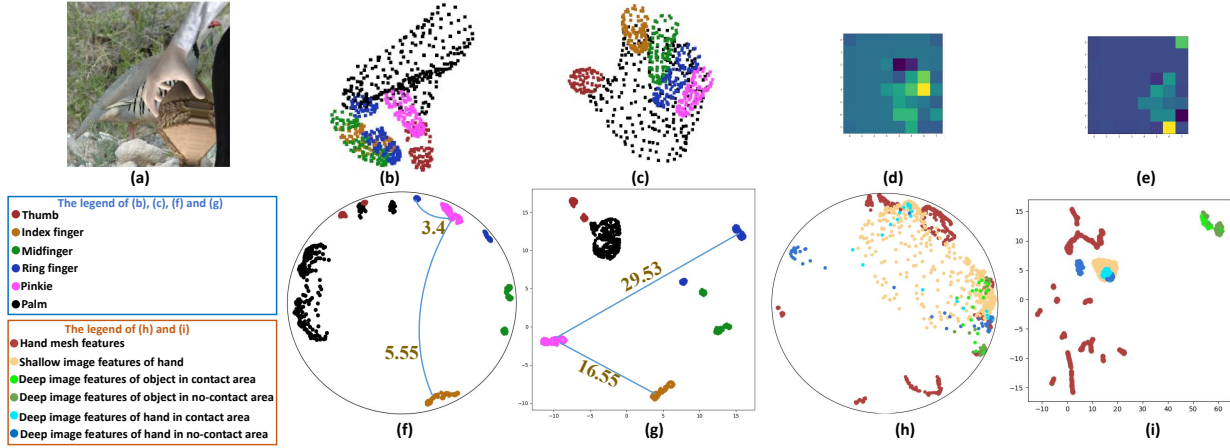 (a)
(b)
(c)
(d)
(e)
The legend of (b), (c), (f) and (g)
Thumb
Index finger
Midfinger
Ring finger
Pinkie
Palm
The legend of (h) and (i)
Hand mesh features
Shallow image features of hand
Deep image features of object in contact area
Deep image features of object in no-contact area
Deep image features of hand in contact area
Deep image features of hand in no-contact area
3.4
5.55
(f)
15
10
5
0
−5
−10
−10
−5
0
5
10
15
29.53
16.55
(g)
(h)
15
10
5
0
−5
−10
−15
−10
0
10
20
30
40
50
60
(i)